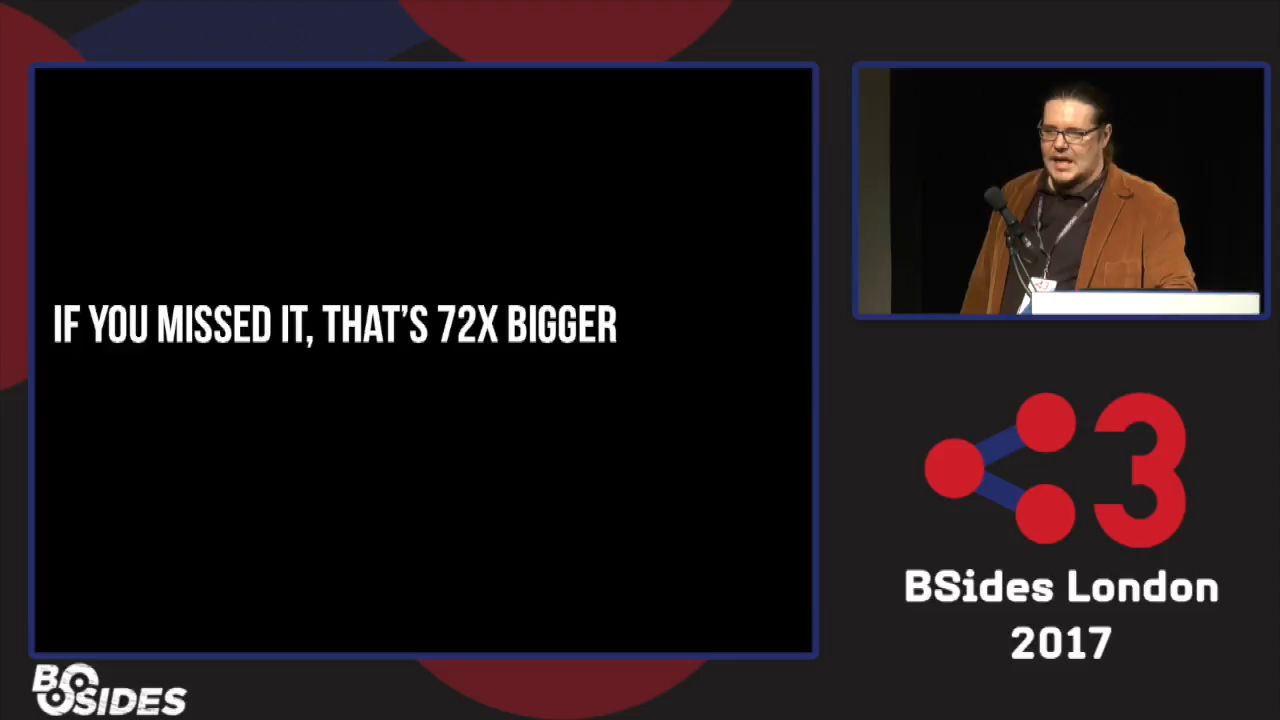 IF YOU MISSED IT, THAT'S 72X BIGGER
3
BSides London
2017
BSIDES